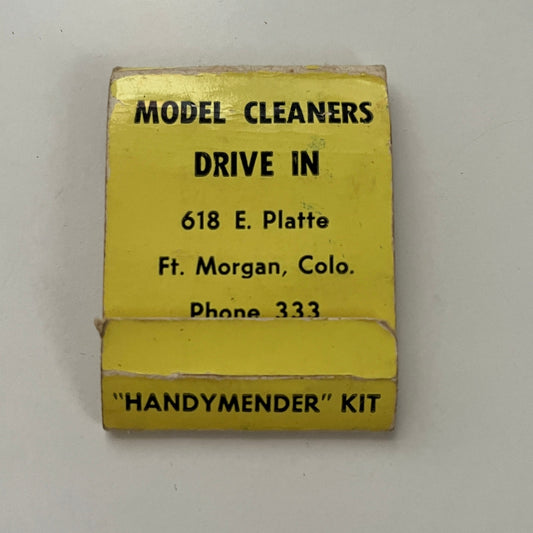 MODEL CLEANERS
DRIVE IN
618 E. Platte
Ft. Morgan, Colo.
Phone 333
"HANDYMENDER" KIT